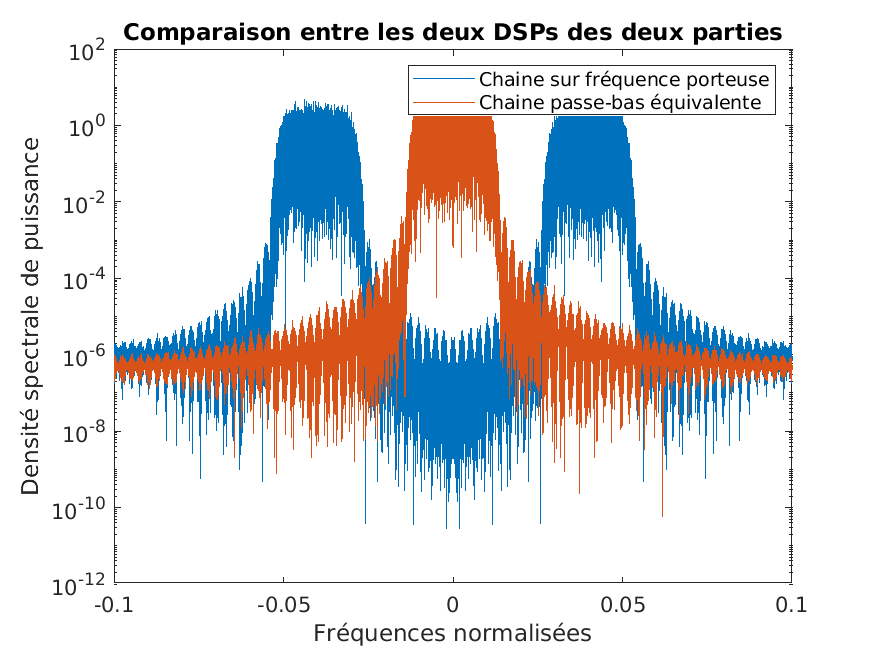 Comparaison entre les deux DSPs des deux parties
Chaine sur fréquence porteuse
Chaine passe-bas équivalente
Densité spectrale de puissance
10^2
10^0
10^-2
10^-4
10^-6
10^-8
10^-10
10^-12
-0.1 -0.05 0 0.05 0.1
Fréquences normalisées